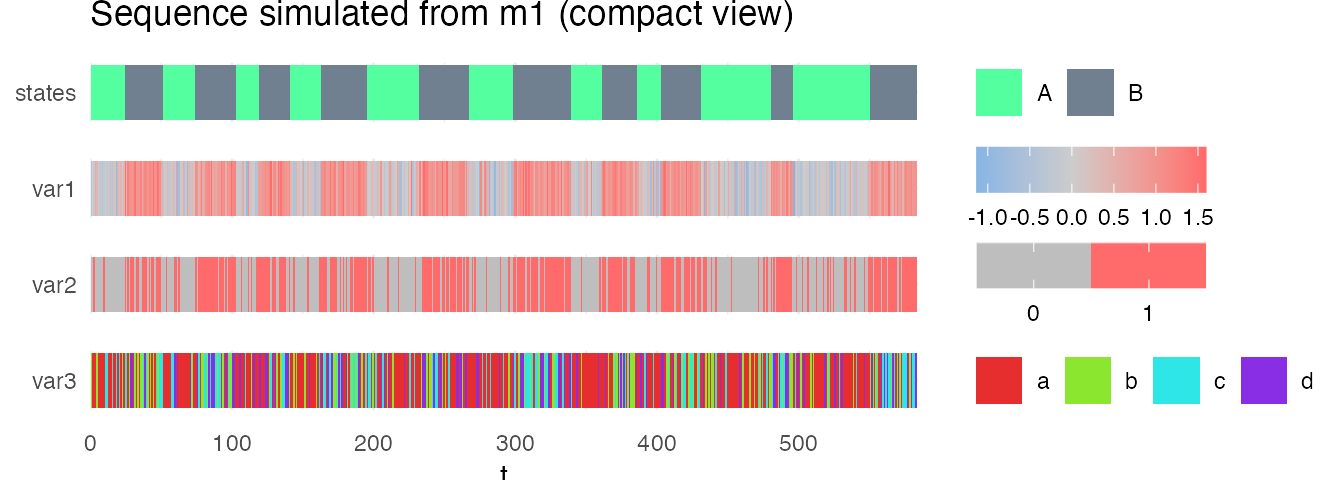 Sequence simulated from m1 (compact view)
states
A B
var1
-1.0 -0.5 0.0 0.5 1.0 1.5
var2
0 1
var3
a b c d
0 100 200 300 400 500
t